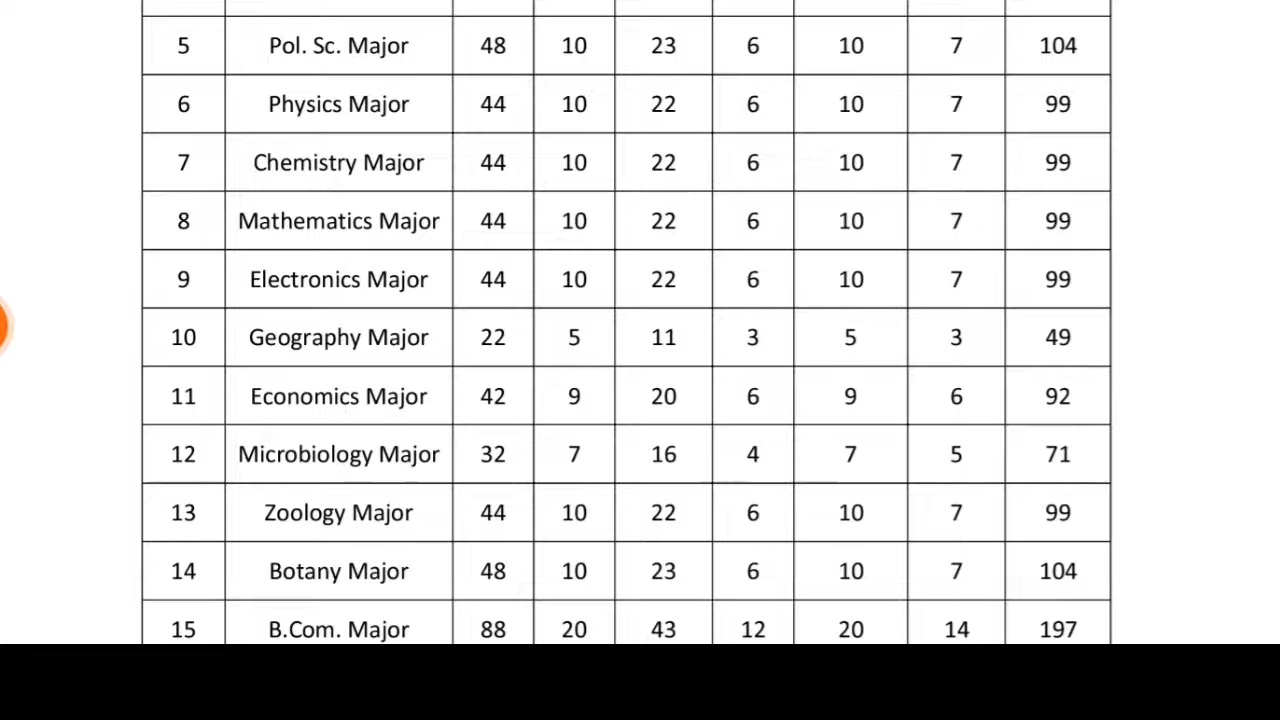 5 Pol. Sc. Major 48 10 23 6 10 7 104
6 Physics Major 44 10 22 6 10 7 99
7 Chemistry Major 44 10 22 6 10 7 99
8 Mathematics Major 44 10 22 6 10 7 99
9 Electronics Major 44 10 22 6 10 7 99
10 Geography Major 22 5 11 3 5 3 49
11 Economics Major 42 9 20 6 9 6 92
12 Microbiology Major 32 7 16 4 7 5 71
13 Zoology Major 44 10 22 6 10 7 99
14 Botany Major 48 10 23 6 10 7 104
15 B.Com. Major 88 20 43 12 20 14 197